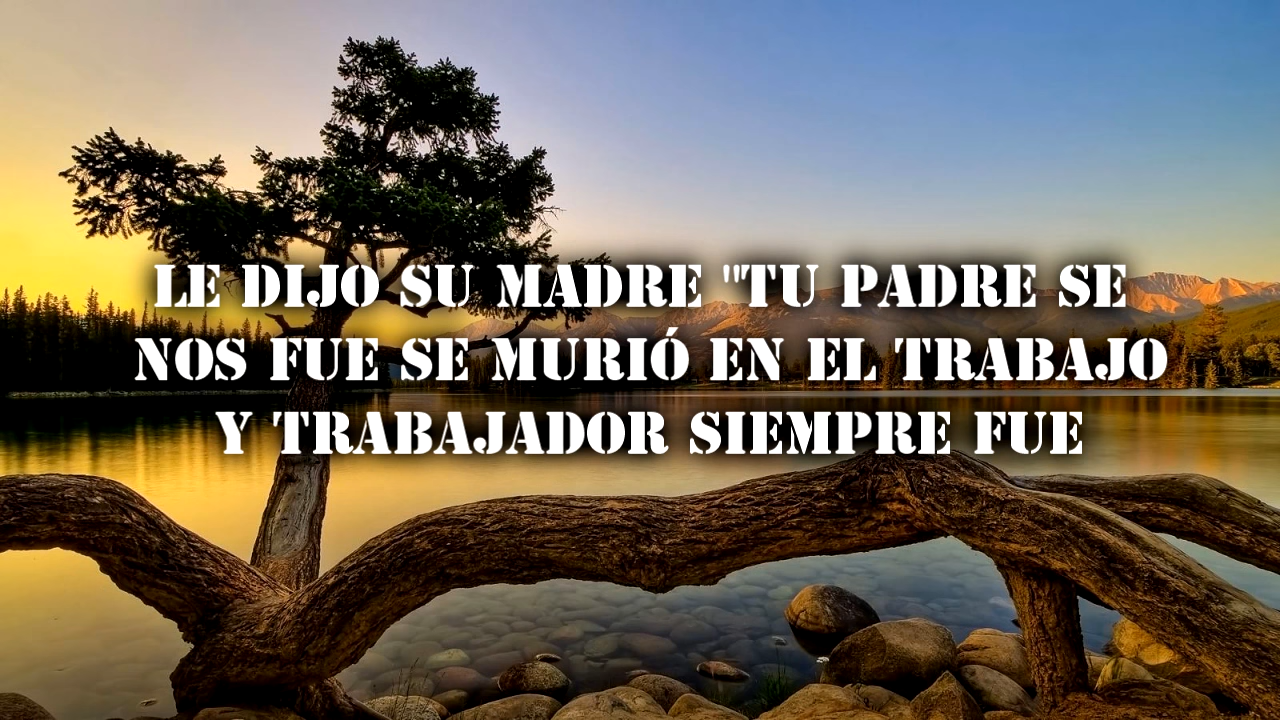 LE DIJO SU MADRE "TU PADRE SE
NOS FUE SE MURIÓ EN EL TRABAJO
Y TRABAJADOR SIEMPRE FUE